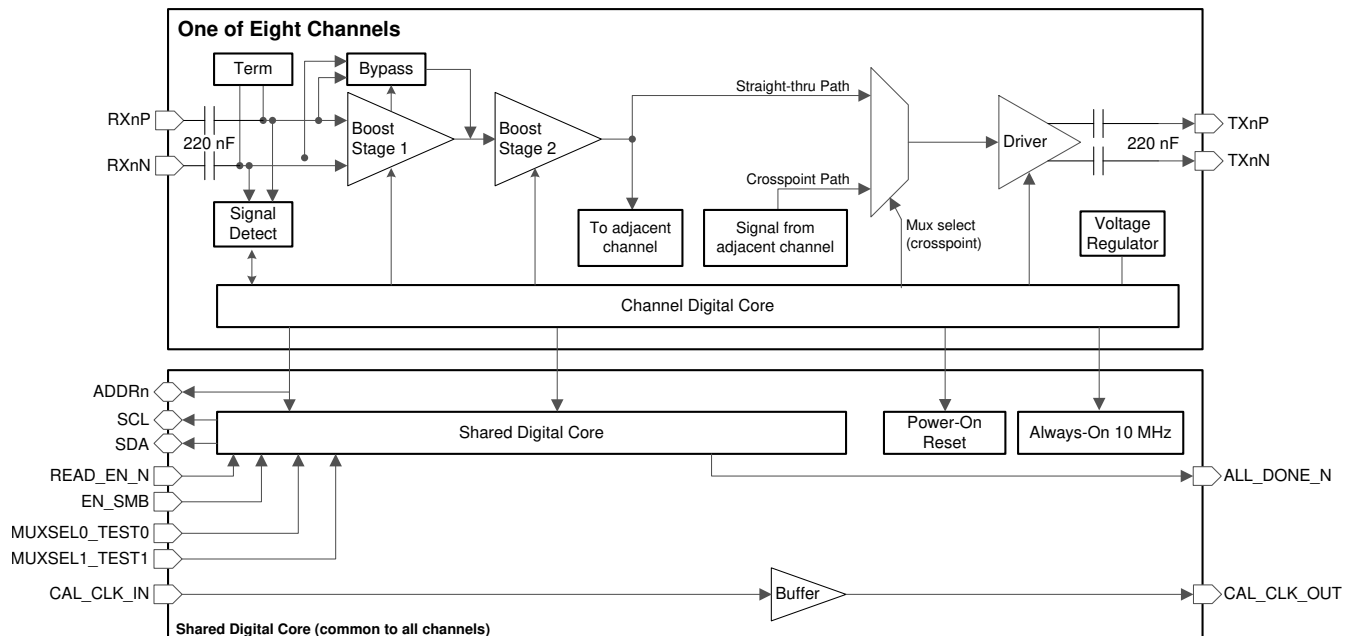 One of Eight Channels
Term
Bypass
RXnP
220 nF
RXnN
Boost
Stage 1
Boost
Stage 2
Straight-thru Path
Crosspoint Path
Driver
TXnP
220 nF
TXnN
Signal
Detect
To adjacent
channel
Signal from
adjacent channel
Mux select
(crosspoint)
Voltage
Regulator
Channel Digital Core
ADDRn
SCL
SDA
READ_EN_N
EN_SMB
MUXSEL0_TEST0
MUXSEL1_TEST1
CAL_CLK_IN
Shared Digital Core
Power-On
Reset
Always-On 10 MHz
ALL_DONE_N
Buffer
CAL_CLK_OUT
Shared Digital Core (common to all channels)